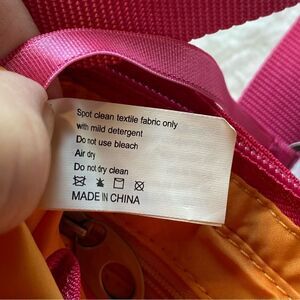 Spot clean textile fabric only
with mild detergent
Do not use bleach
Air dry
Do not dry clean
MADE IN CHINA